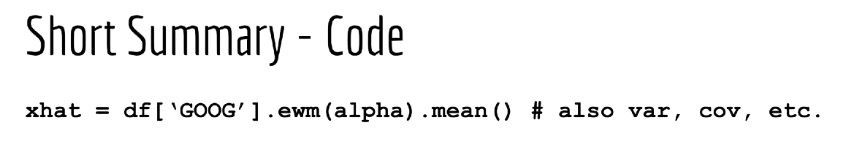 Short Summary - Code
xhat = df[‘GOOG’].ewm(alpha).mean() # also var, cov, etc.